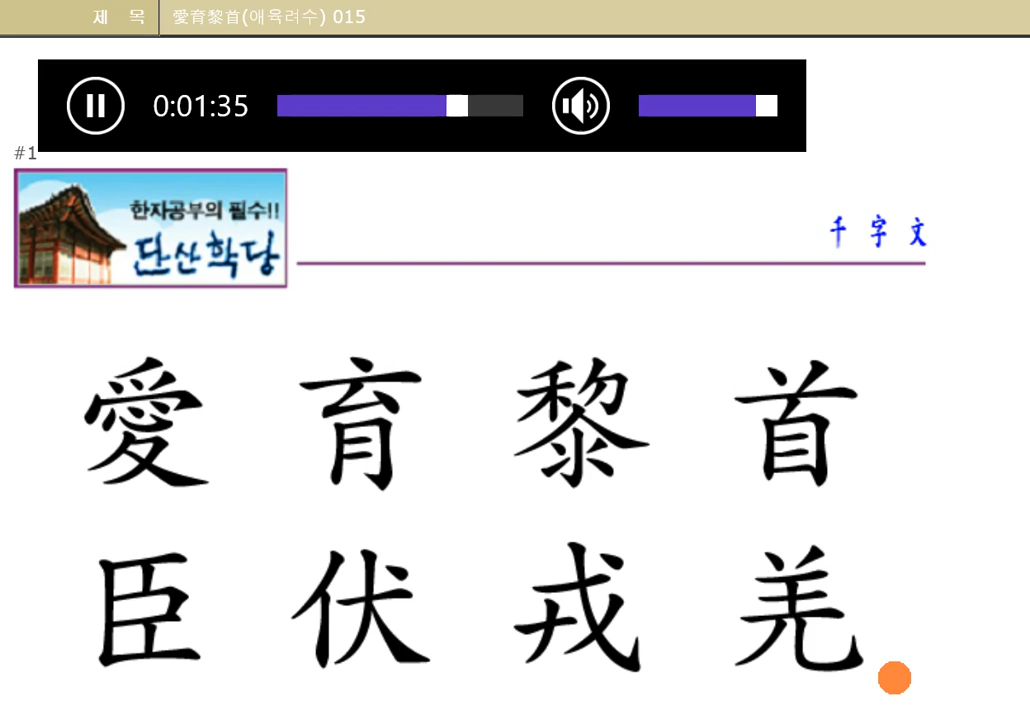 제 목 愛育黎首(애육려수) 015
0:01:35
#1
한자공부의 필수!!
단산학당
千字文
愛育黎首
臣伏戎羌